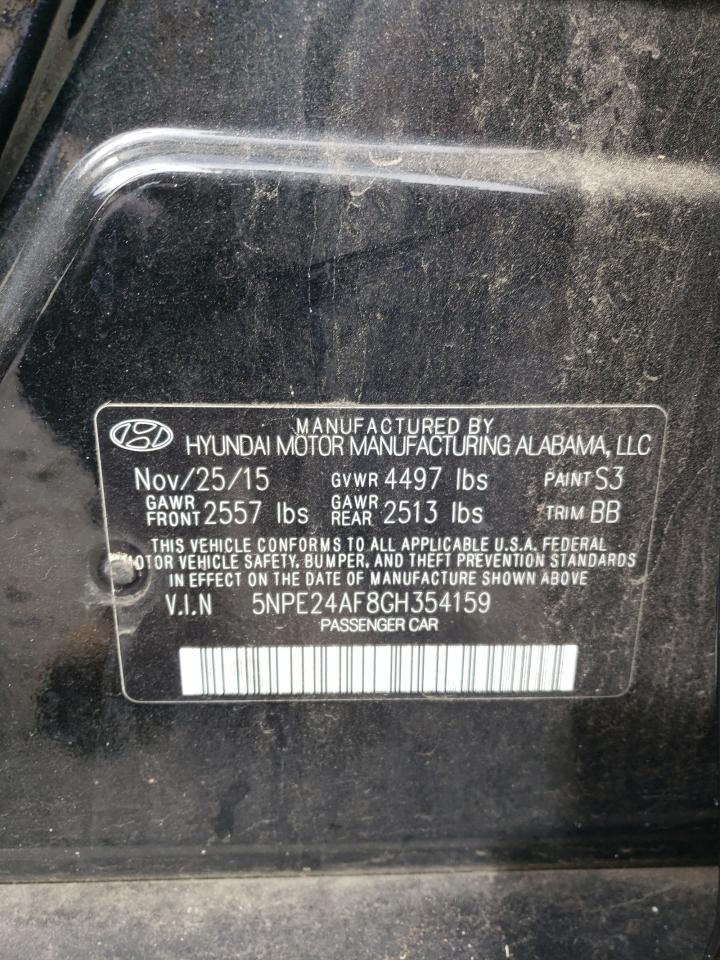 MANUFACTURED BY
HYUNDAI MOTOR MANUFACTURING ALABAMA, LLC
Nov/25/15 GVWR 4497 lbs PAINT S3
GAWR FRONT 2557 lbs GAWR REAR 2513 lbs TRIM BB
THIS VEHICLE CONFORMS TO ALL APPLICABLE U.S.A. FEDERAL
MOTOR VEHICLE SAFETY, BUMPER, AND THEFT PREVENTION STANDARDS
IN EFFECT ON THE DATE OF MANUFACTURE SHOWN ABOVE
V.I.N 5NPE24AF8GH354159
PASSENGER CAR